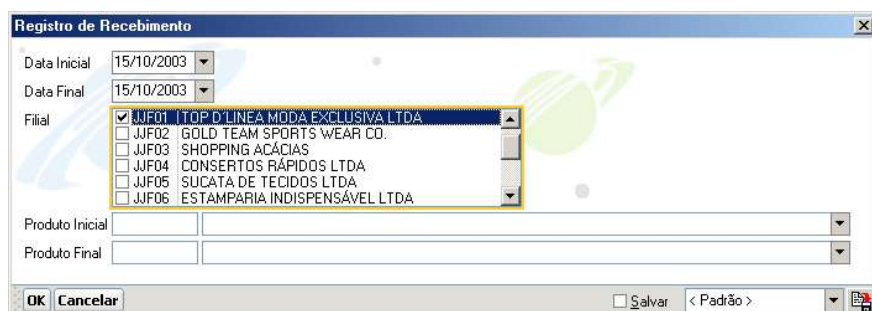 Registro de Recebimento
Data Inicial 15/10/2003
Data Final 15/10/2003
Filial
JJF01 TOP D'LINEA MODA EXCLUSIVA LTDA
JJF02 GOLD TEAM SPORTS WEAR CO.
JJF03 SHOPPING ACÁCIAS
JJF04 CONSERTOS RÁPIDOS LTDA
JJF05 SUCATA DE TECIDOS LTDA
JJF06 ESTAMPARIA INDISPENSÁVEL LTDA
Produto Inicial
Produto Final
OK Cancelar Salvar < Padrão >